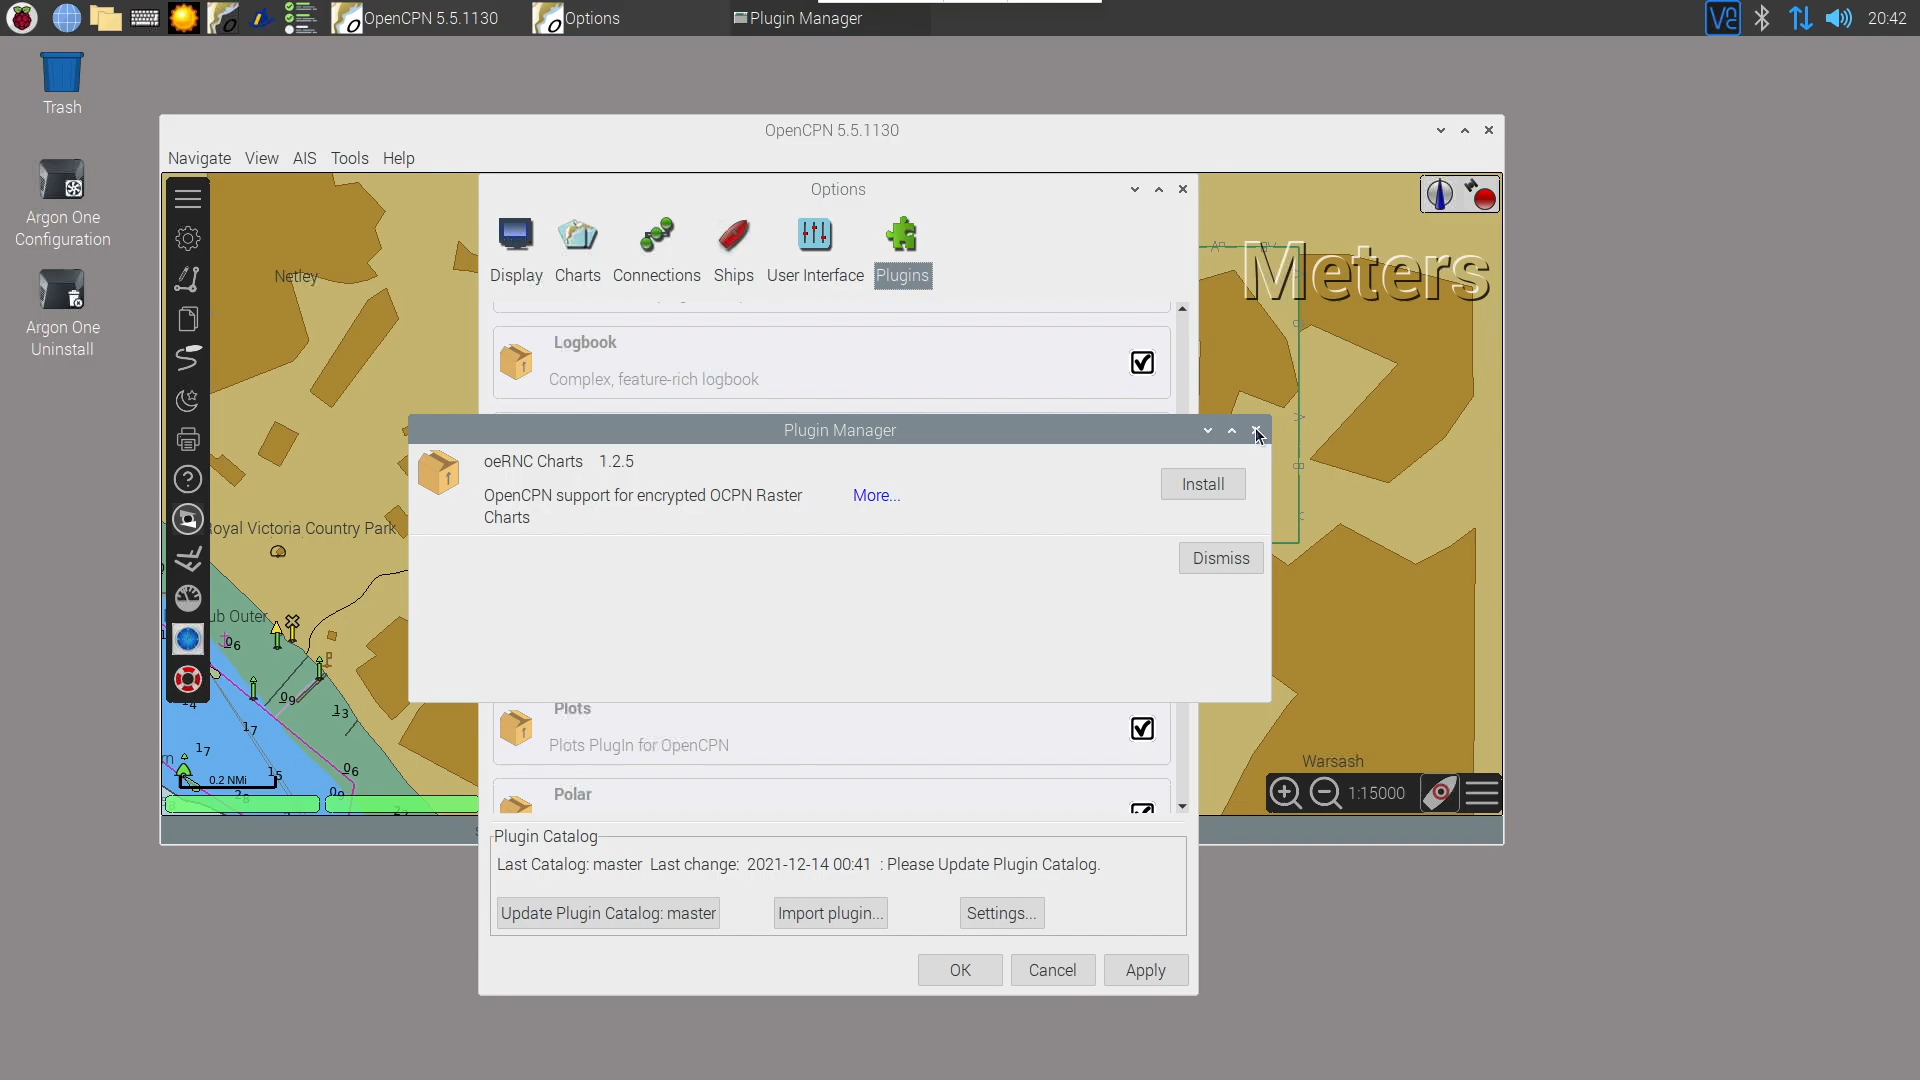 OpenCPN 5.5.1130
Options
Plugin Manager
20:42
Trash
Argon One
Configuration
Argon One
Uninstall
OpenCPN 5.5.1130
Navigate View AIS Tools Help
Options
Display Charts Connections Ships User Interface Plugins
Meters
Netley
Logbook
Complex, feature-rich logbook
Plugin Manager
oeRNC Charts 1.2.5
OpenCPN support for encrypted OCPN Raster
Charts
More...
Install
Dismiss
Royal Victoria Country Park
Outer
Plots
Plots PlugIn for OpenCPN
Polar
Warsash
0.2 NMi
1:15000
Plugin Catalog
Last Catalog: master Last change: 2021-12-14 00:41 : Please Update Plugin Catalog.
Update Plugin Catalog: master
Import plugin...
Settings...
OK
Cancel
Apply